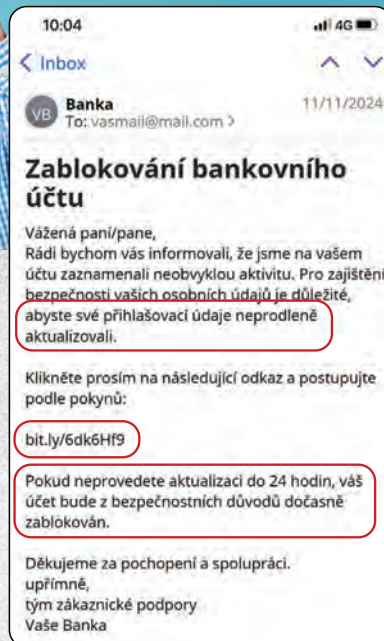 10:04
4G
Inbox
VB
Banka
11/11/2024
To: vasmail@mail.com >
Zablokování bankovního
účtu
Vážená paní/pane,
Rádi bychom vás informovali, že jsme na vašem
účtu zaznamenali neobvyklou aktivitu. Pro zajištění
bezpečnosti vašich osobních údajů je důležité,
abyste své přihlašovací údaje neprodleně
aktualizovali.
Klikněte prosím na následující odkaz a postupujte
podle pokynů:
bit.ly/6dk6Hf9
Pokud neprovedete aktualizaci do 24 hodin, váš
účet bude z bezpečnostních důvodů dočasně
zablokován.
Děkujeme za pochopení a spolupráci.
upřímně,
tým zákaznické podpory
Vaše Banka